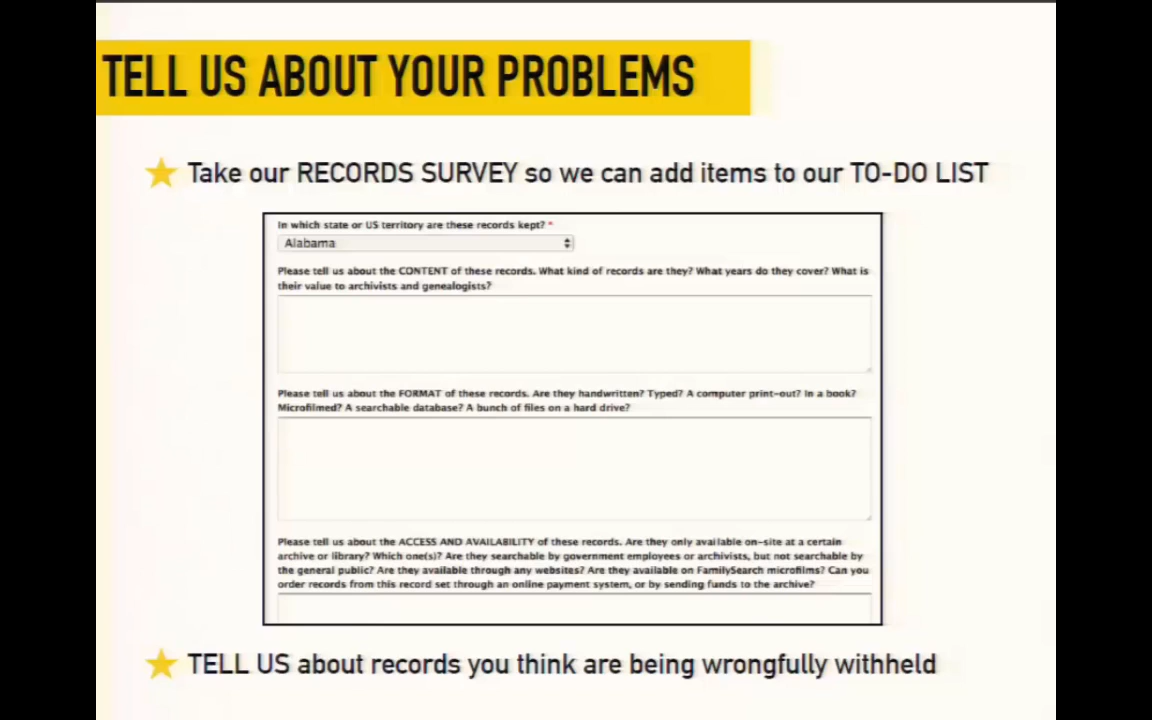 TELL US ABOUT YOUR PROBLEMS
Take our RECORDS SURVEY so we can add items to our TO-DO LIST
In which state or US territory are these records kept? *
Alabama
Please tell us about the CONTENT of these records. What kind of records are they? What years do they cover? What is
their value to archivists and genealogists?
Please tell us about the FORMAT of these records. Are they handwritten? Typed? A computer print-out? In a book?
Microfilmed? A searchable database? A bunch of files on a hard drive?
Please tell us about the ACCESS AND AVAILABILITY of these records. Are they only available on-site at a certain
archive or library? Which one(s)? Are they searchable by government employees or archivists, but not searchable by
the general public? Are they available through any websites? Are they available on FamilySearch microfilms? Can you
order records from this record set through an online payment system, or by sending funds to the archive?
TELL US about records you think are being wrongfully withheld